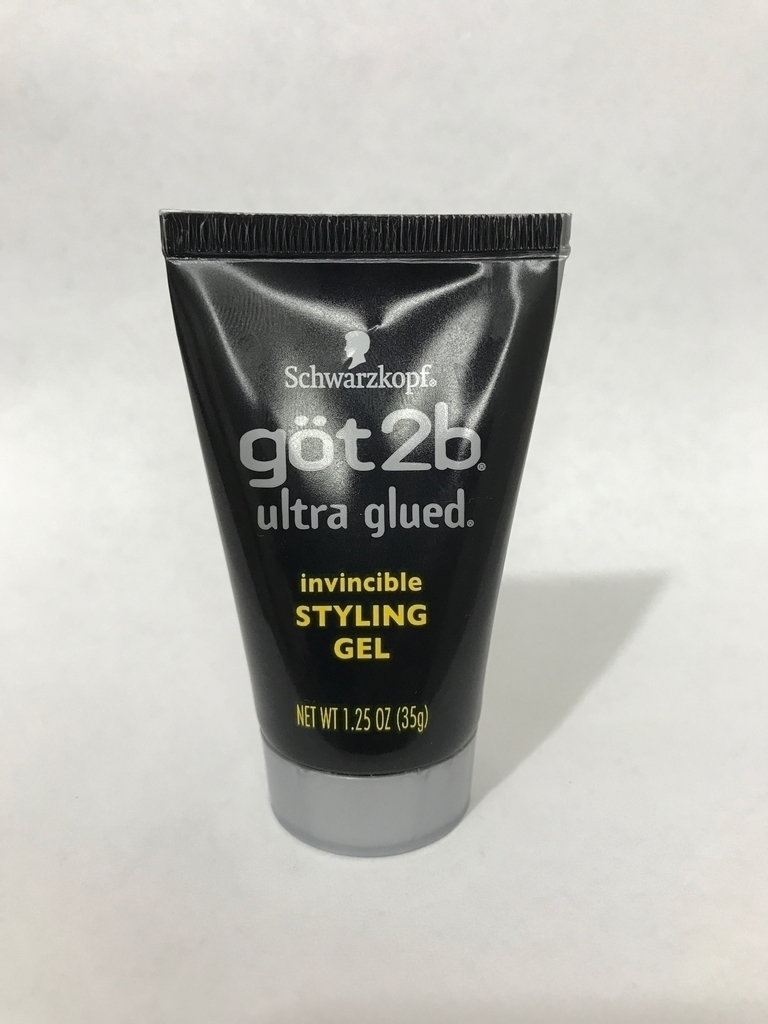 Schwarzkopf®
göt2b®
ultra glued®
invincible
STYLING
GEL
NET WT 1.25 OZ (35g)